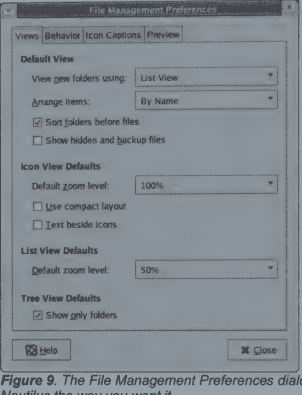 File Management Preferences
Views Behavior Icon Captions Preview
Default View
View new folders using: List View
Arrange items: By Name
Sort folders before files
Show hidden and backup files
Icon View Defaults
Default zoom level: 100%
Use compact layout
Text beside icons
List View Defaults
Default zoom level: 50%
Tree View Defaults
Show only folders
Help Close
Figure 9. The File Management Preferences
Nautilus the way you want it